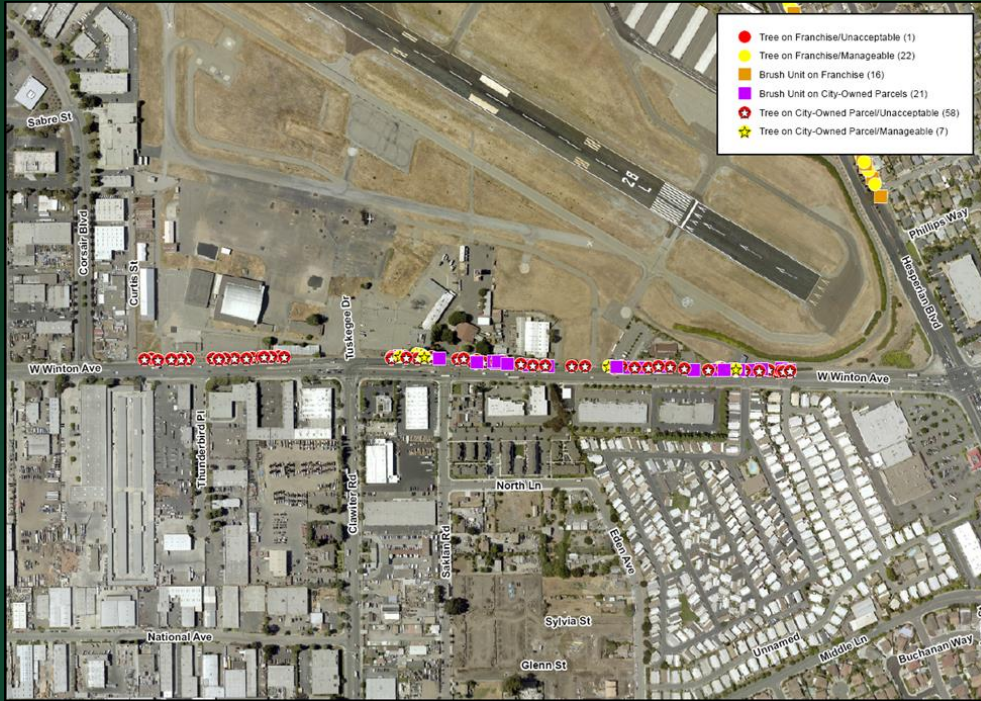 Tree on Franchise/Unacceptable (1)
Tree on Franchise/Manageable (22)
Brush Unit on Franchise (16)
Brush Unit on City-Owned Parcels (21)
Tree on City-Owned Parcel/Unacceptable (58)
Tree on City-Owned Parcel/Manageable (7)
Sabre St
28
L
Phillips Way
Corsair Blvd
Curtis St
Hesperian Blvd
Tuskegee Dr
W Winton Ave
W Winton Ave
Thunderbird Pl
Clawiter Rd
North Ln
Saklan Rd
Eden Ave
Sylvia St
National Ave
Unnamed
Middle Ln
Buchanan Way
Glenn St